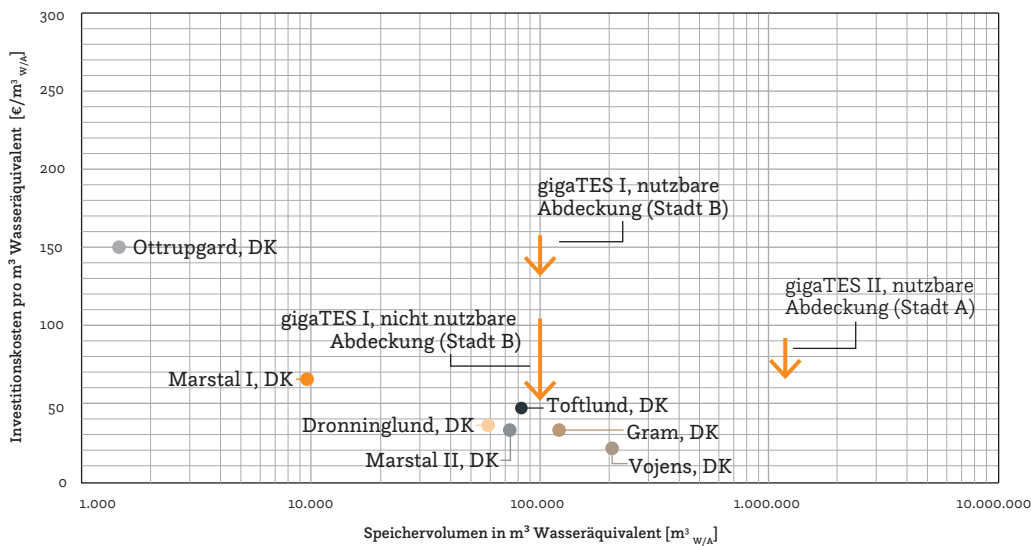 Investitionskosten pro m³ Wasseräquivalent [€/m³ W/A]
300
250
200
150
100
50
0
gigaTES I, nutzbare
Abdeckung (Stadt B)
Ottrupgard, DK
gigaTES II, nutzbare
Abdeckung (Stadt A)
gigaTES I, nicht nutzbare
Abdeckung (Stadt B)
Marstal I, DK
Toftlund, DK
Dronninglund, DK
Gram, DK
Marstal II, DK
Vojens, DK
1.000
10.000
100.000
1.000.000
10.000.000
Speichervolumen in m³ Wasseräquivalent [m³ W/A]